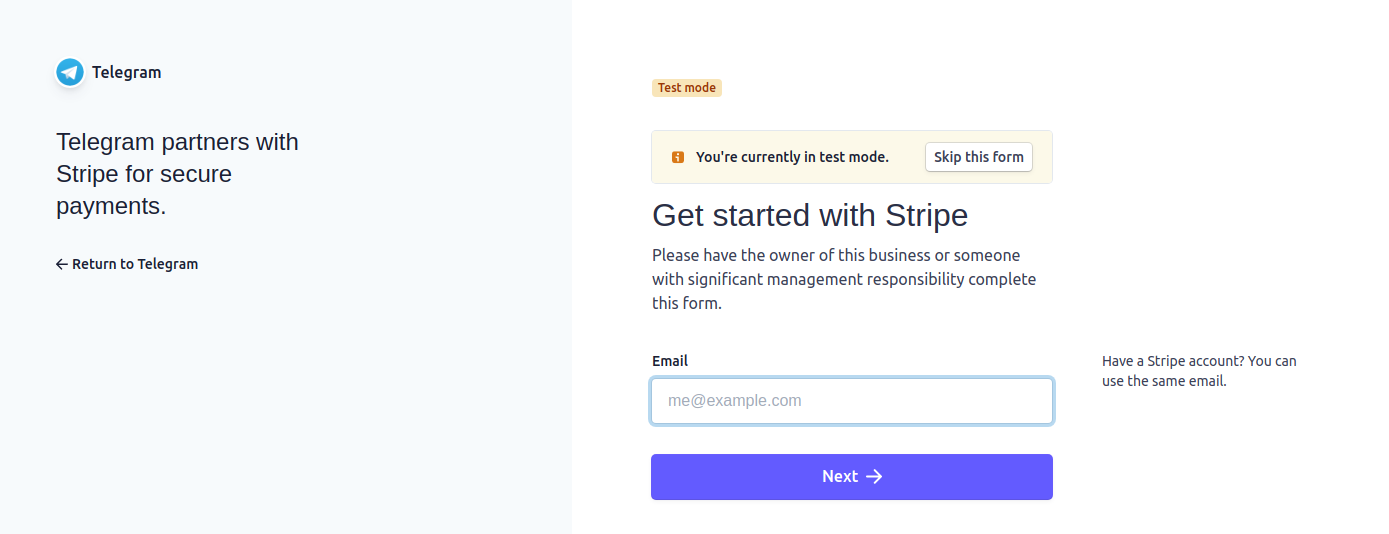 Telegram
Telegram partners with
Stripe for secure
payments.
← Return to Telegram
Test mode
You're currently in test mode.
Skip this form
Get started with Stripe
Please have the owner of this business or someone
with significant management responsibility complete
this form.
Email
Have a Stripe account? You can
use the same email.
me@example.com
Next →